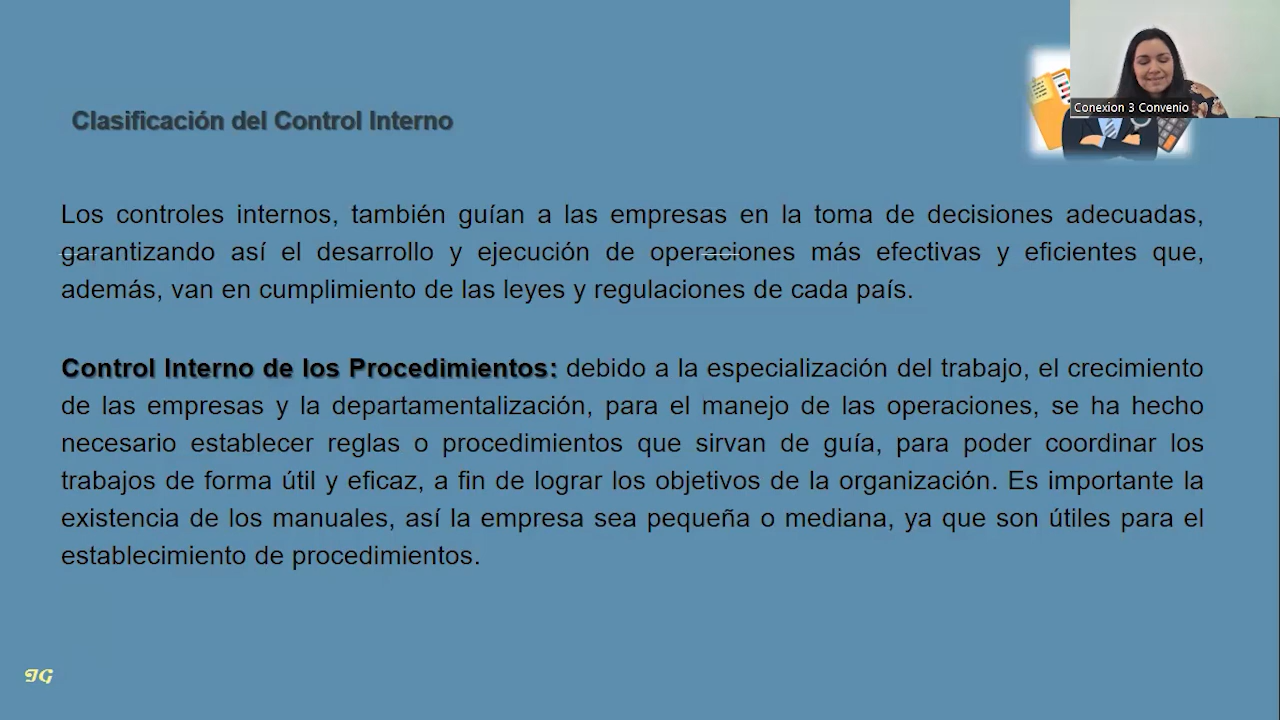 Conexion 3 Convenio
Clasificación del Control Interno
Los controles internos, también guían a las empresas en la toma de decisiones adecuadas,
garantizando así el desarrollo y ejecución de operaciones más efectivas y eficientes que,
además, van en cumplimiento de las leyes y regulaciones de cada país.
Control Interno de los Procedimientos: debido a la especialización del trabajo, el crecimiento
de las empresas y la departamentalización, para el manejo de las operaciones, se ha hecho
necesario establecer reglas o procedimientos que sirvan de guía, para poder coordinar los
trabajos de forma útil y eficaz, a fin de lograr los objetivos de la organización. Es importante la
existencia de los manuales, así la empresa sea pequeña o mediana, ya que son útiles para el
establecimiento de procedimientos.
IG